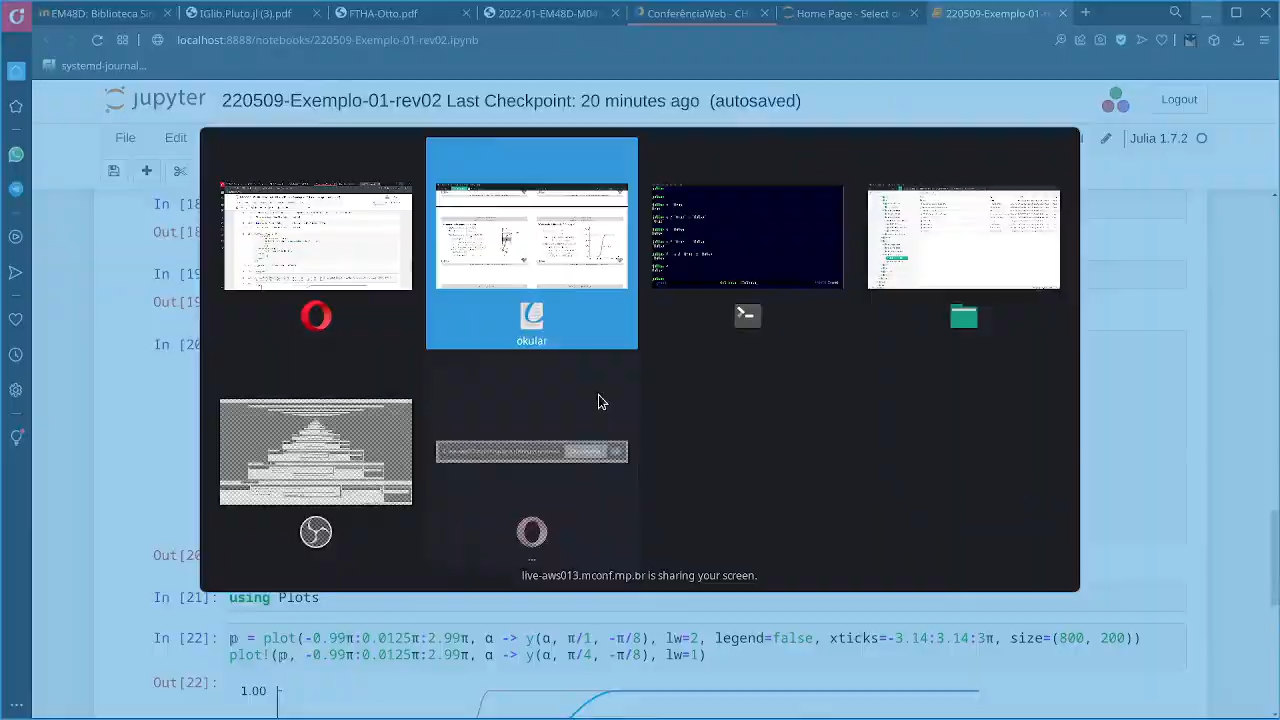 EM48D: Biblioteca Sin
IGlib.Pluto.jl (3).pdf
FTHA-Otto.pdf
2022-01-EM48D-M04
ConferênciaWeb - CH
Home Page - Select o
220509-Exemplo-01-r
localhost:8888/notebooks/220509-Exemplo-01-rev02.ipynb
systemd-journal...
jupyter 220509-Exemplo-01-rev02 Last Checkpoint: 20 minutes ago (autosaved)
Logout
File Edit
Julia 1.7.2
In [18
Out[18
In [1
Out[19
In [20
okular
...
live-aws013.mconf.rnp.br is sharing your screen.
Out[20
In [21]: using Plots
In [22]: p = plot(-0.99π:0.0125π:2.99π, α -> y(α, π/1, -π/8), lw=2, legend=false, xticks=-3.14:3.14:3π, size=(800, 200))
plot!(p, -0.99π:0.0125π:2.99π, α -> y(α, π/4, -π/8), lw=1)
Out[22]:
1.00